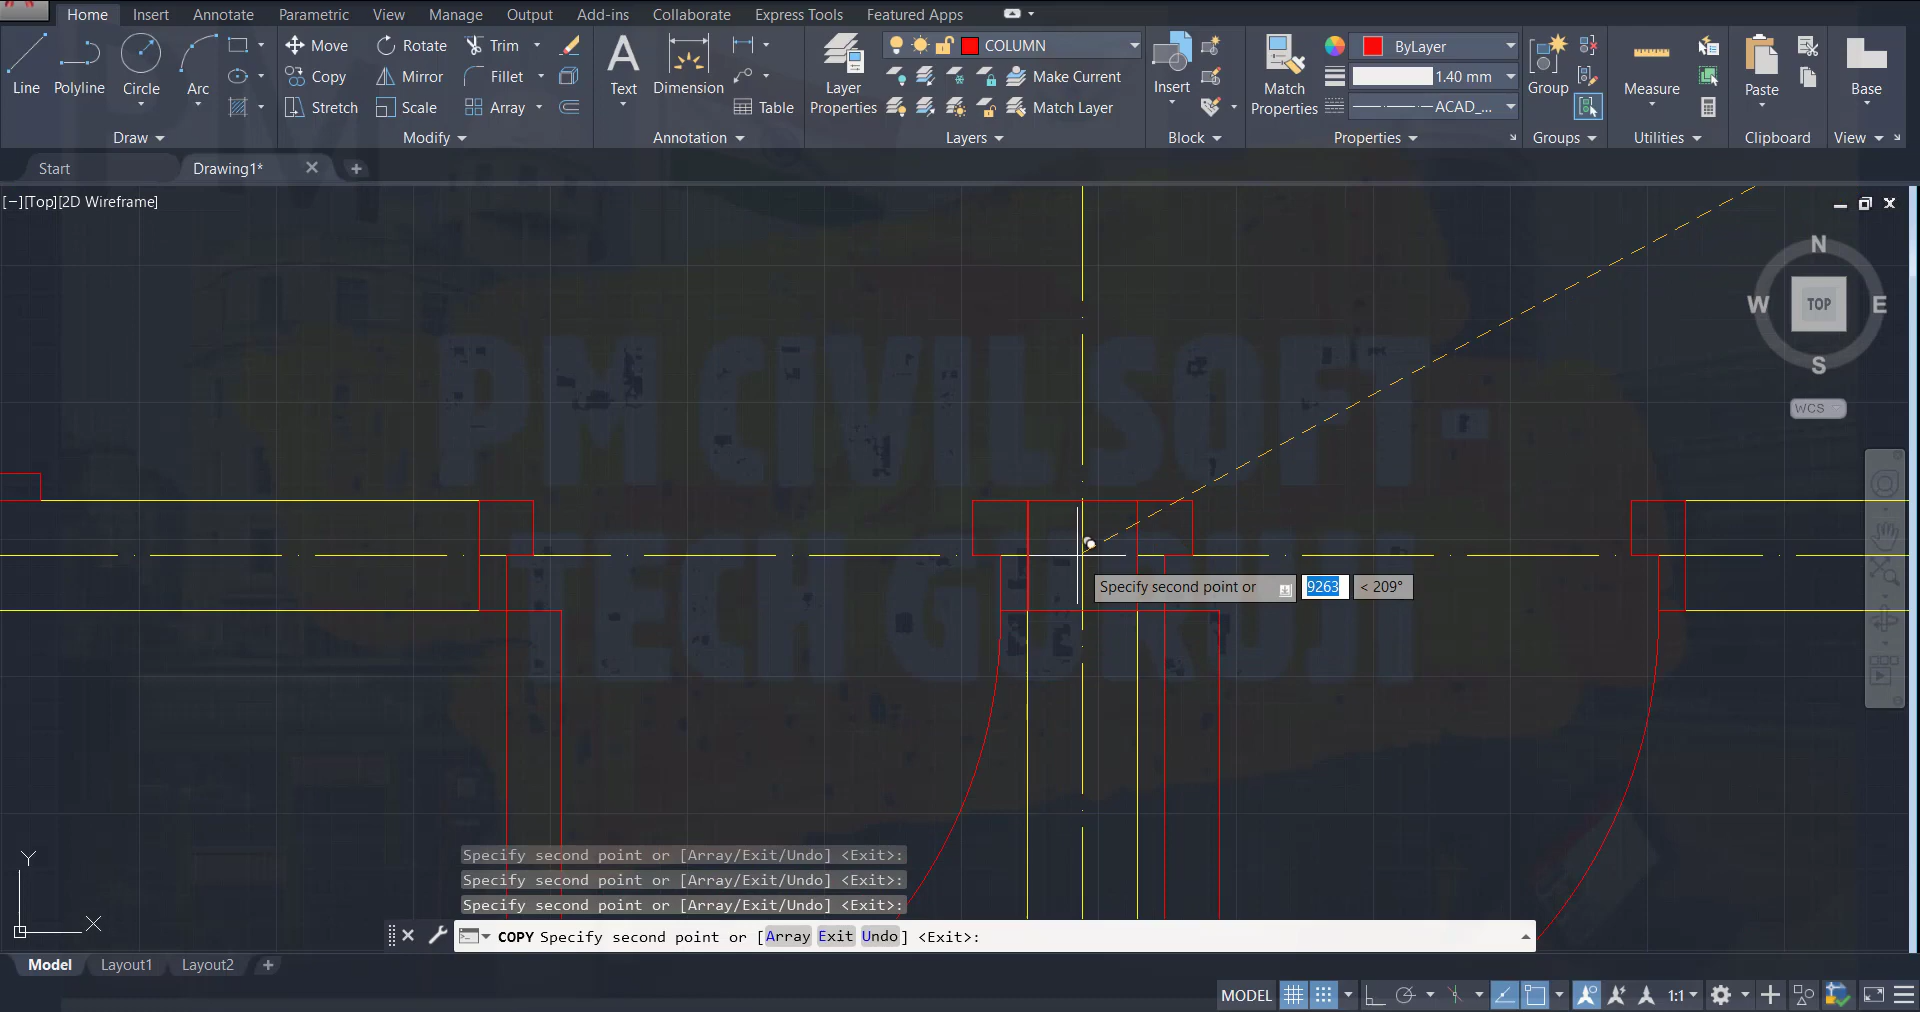 Home Insert Annotate Parametric View Manage Output Add-ins Collaborate Express Tools Featured Apps
Line Polyline Circle Arc
Move Rotate Trim
Copy Mirror Fillet
Stretch Scale Array
Text Dimension Table
Layer Properties
COLUMN
Make Current
Match Layer
Insert
Match Properties
ByLayer
1.40 mm
ACAD_...
Group Measure Paste Base
Draw Modify Annotation Layers Block Properties Groups Utilities Clipboard View
Start Drawing1*
[−][Top][2D Wireframe]
N
W TOP E
S
WCS
PM CIVIL SOFT-
TECH GURUJI
Specify second point or 9263 < 209°
Specify second point or [Array/Exit/Undo] <Exit>:
Specify second point or [Array/Exit/Undo] <Exit>:
Specify second point or [Array/Exit/Undo] <Exit>:
COPY Specify second point or [Array Exit Undo] <Exit>:
Y
X
Model Layout1 Layout2
MODEL 1:1